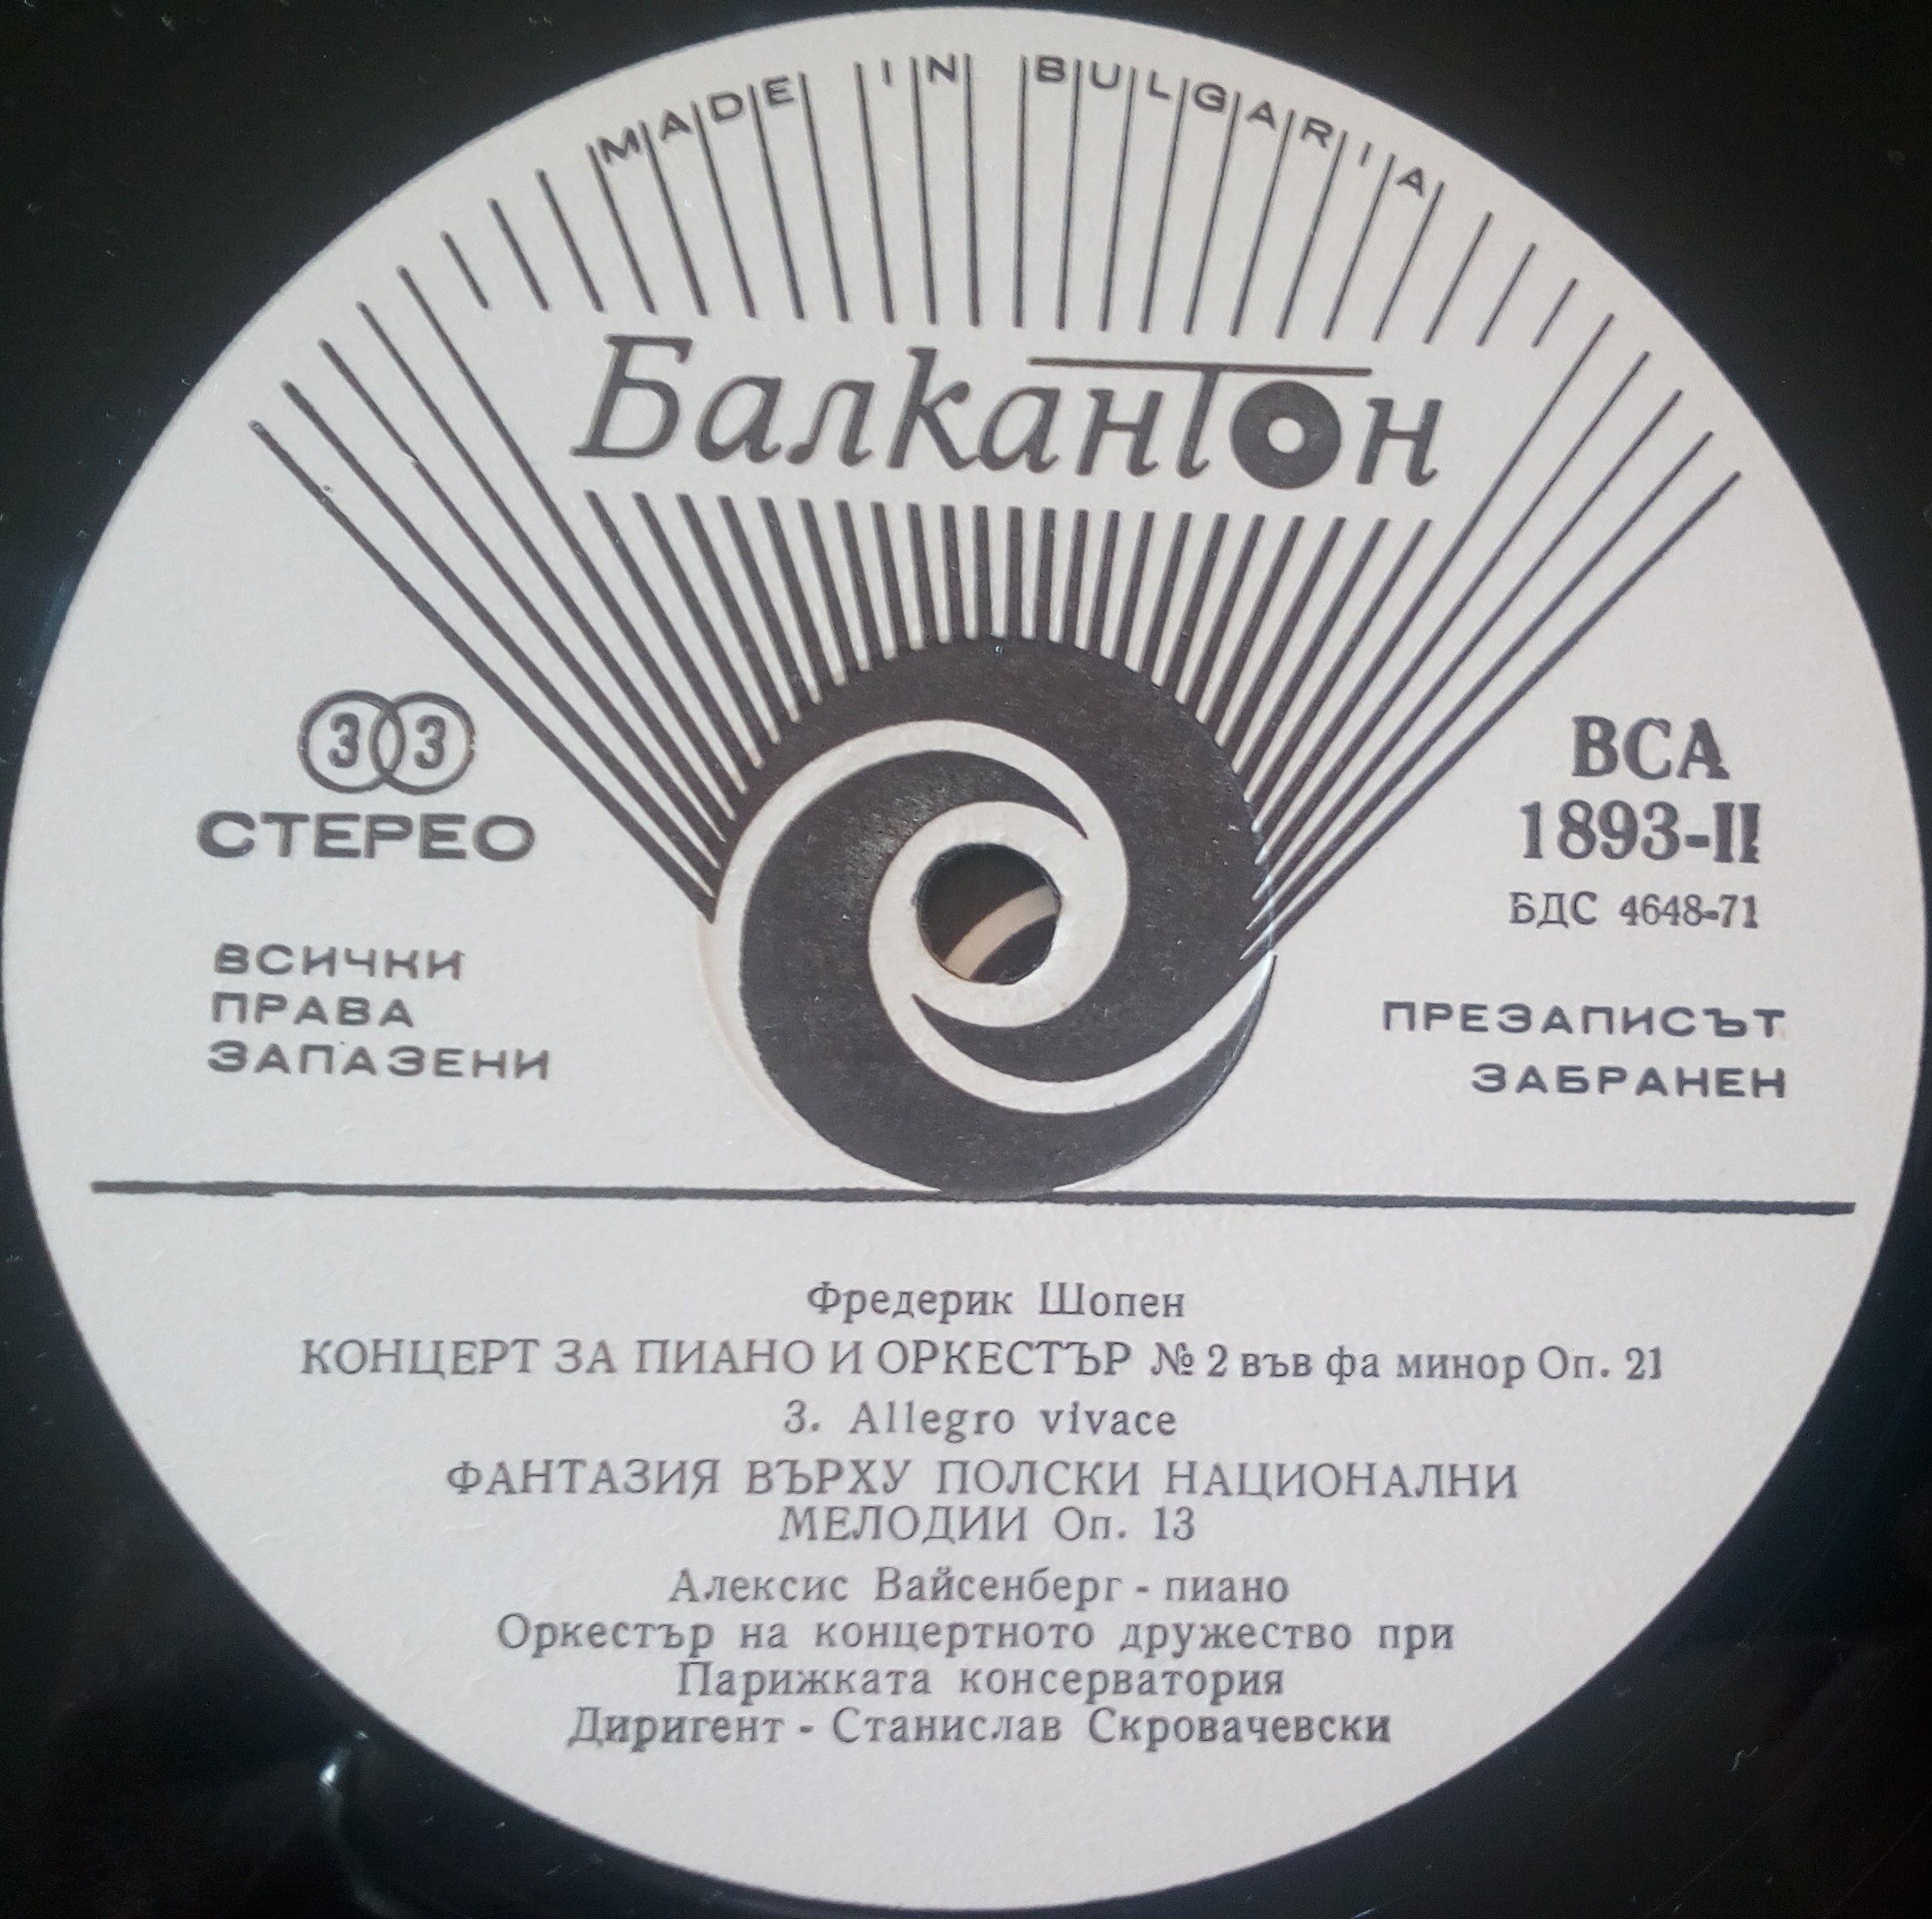 MADE IN BULGARIA
Балкантон
33
СТЕРЕО
ВСИЧКИ
ПРАВА
ЗАПАЗЕНИ
ВСА
1893-II
БДС 4648-71
ПРЕЗАПИСЪТ
ЗАБРАНЕН
Фредерик Шопен
КОНЦЕРТ ЗА ПИАНО И ОРКЕСТЪР № 2 във фа минор Оп. 21
3. Allegro vivace
ФАНТАЗИЯ ВЪРХУ ПОЛСКИ НАЦИОНАЛНИ
МЕЛОДИИ Оп. 13
Алексис Вайсенберг - пиано
Оркестър на концертното дружество при
Парижката консерватория
Диригент - Станислав Скровачевски